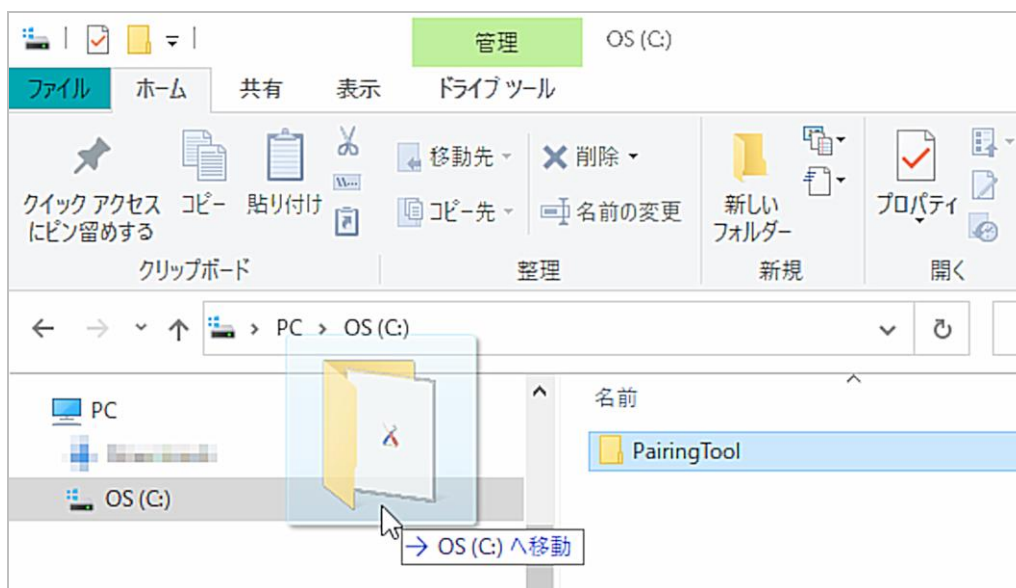 管理
OS (C:)
ファイル
ホーム
共有
表示
ドライブ ツール
クイック アクセス
にピン留めする
コピー
貼り付け
移動先
コピー先
削除
名前の変更
新しい
フォルダー
プロパティ
クリップボード
整理
新規
開く
PC › OS (C:)
PC
OS (C:)
名前
PairingTool
→ OS (C:) へ移動